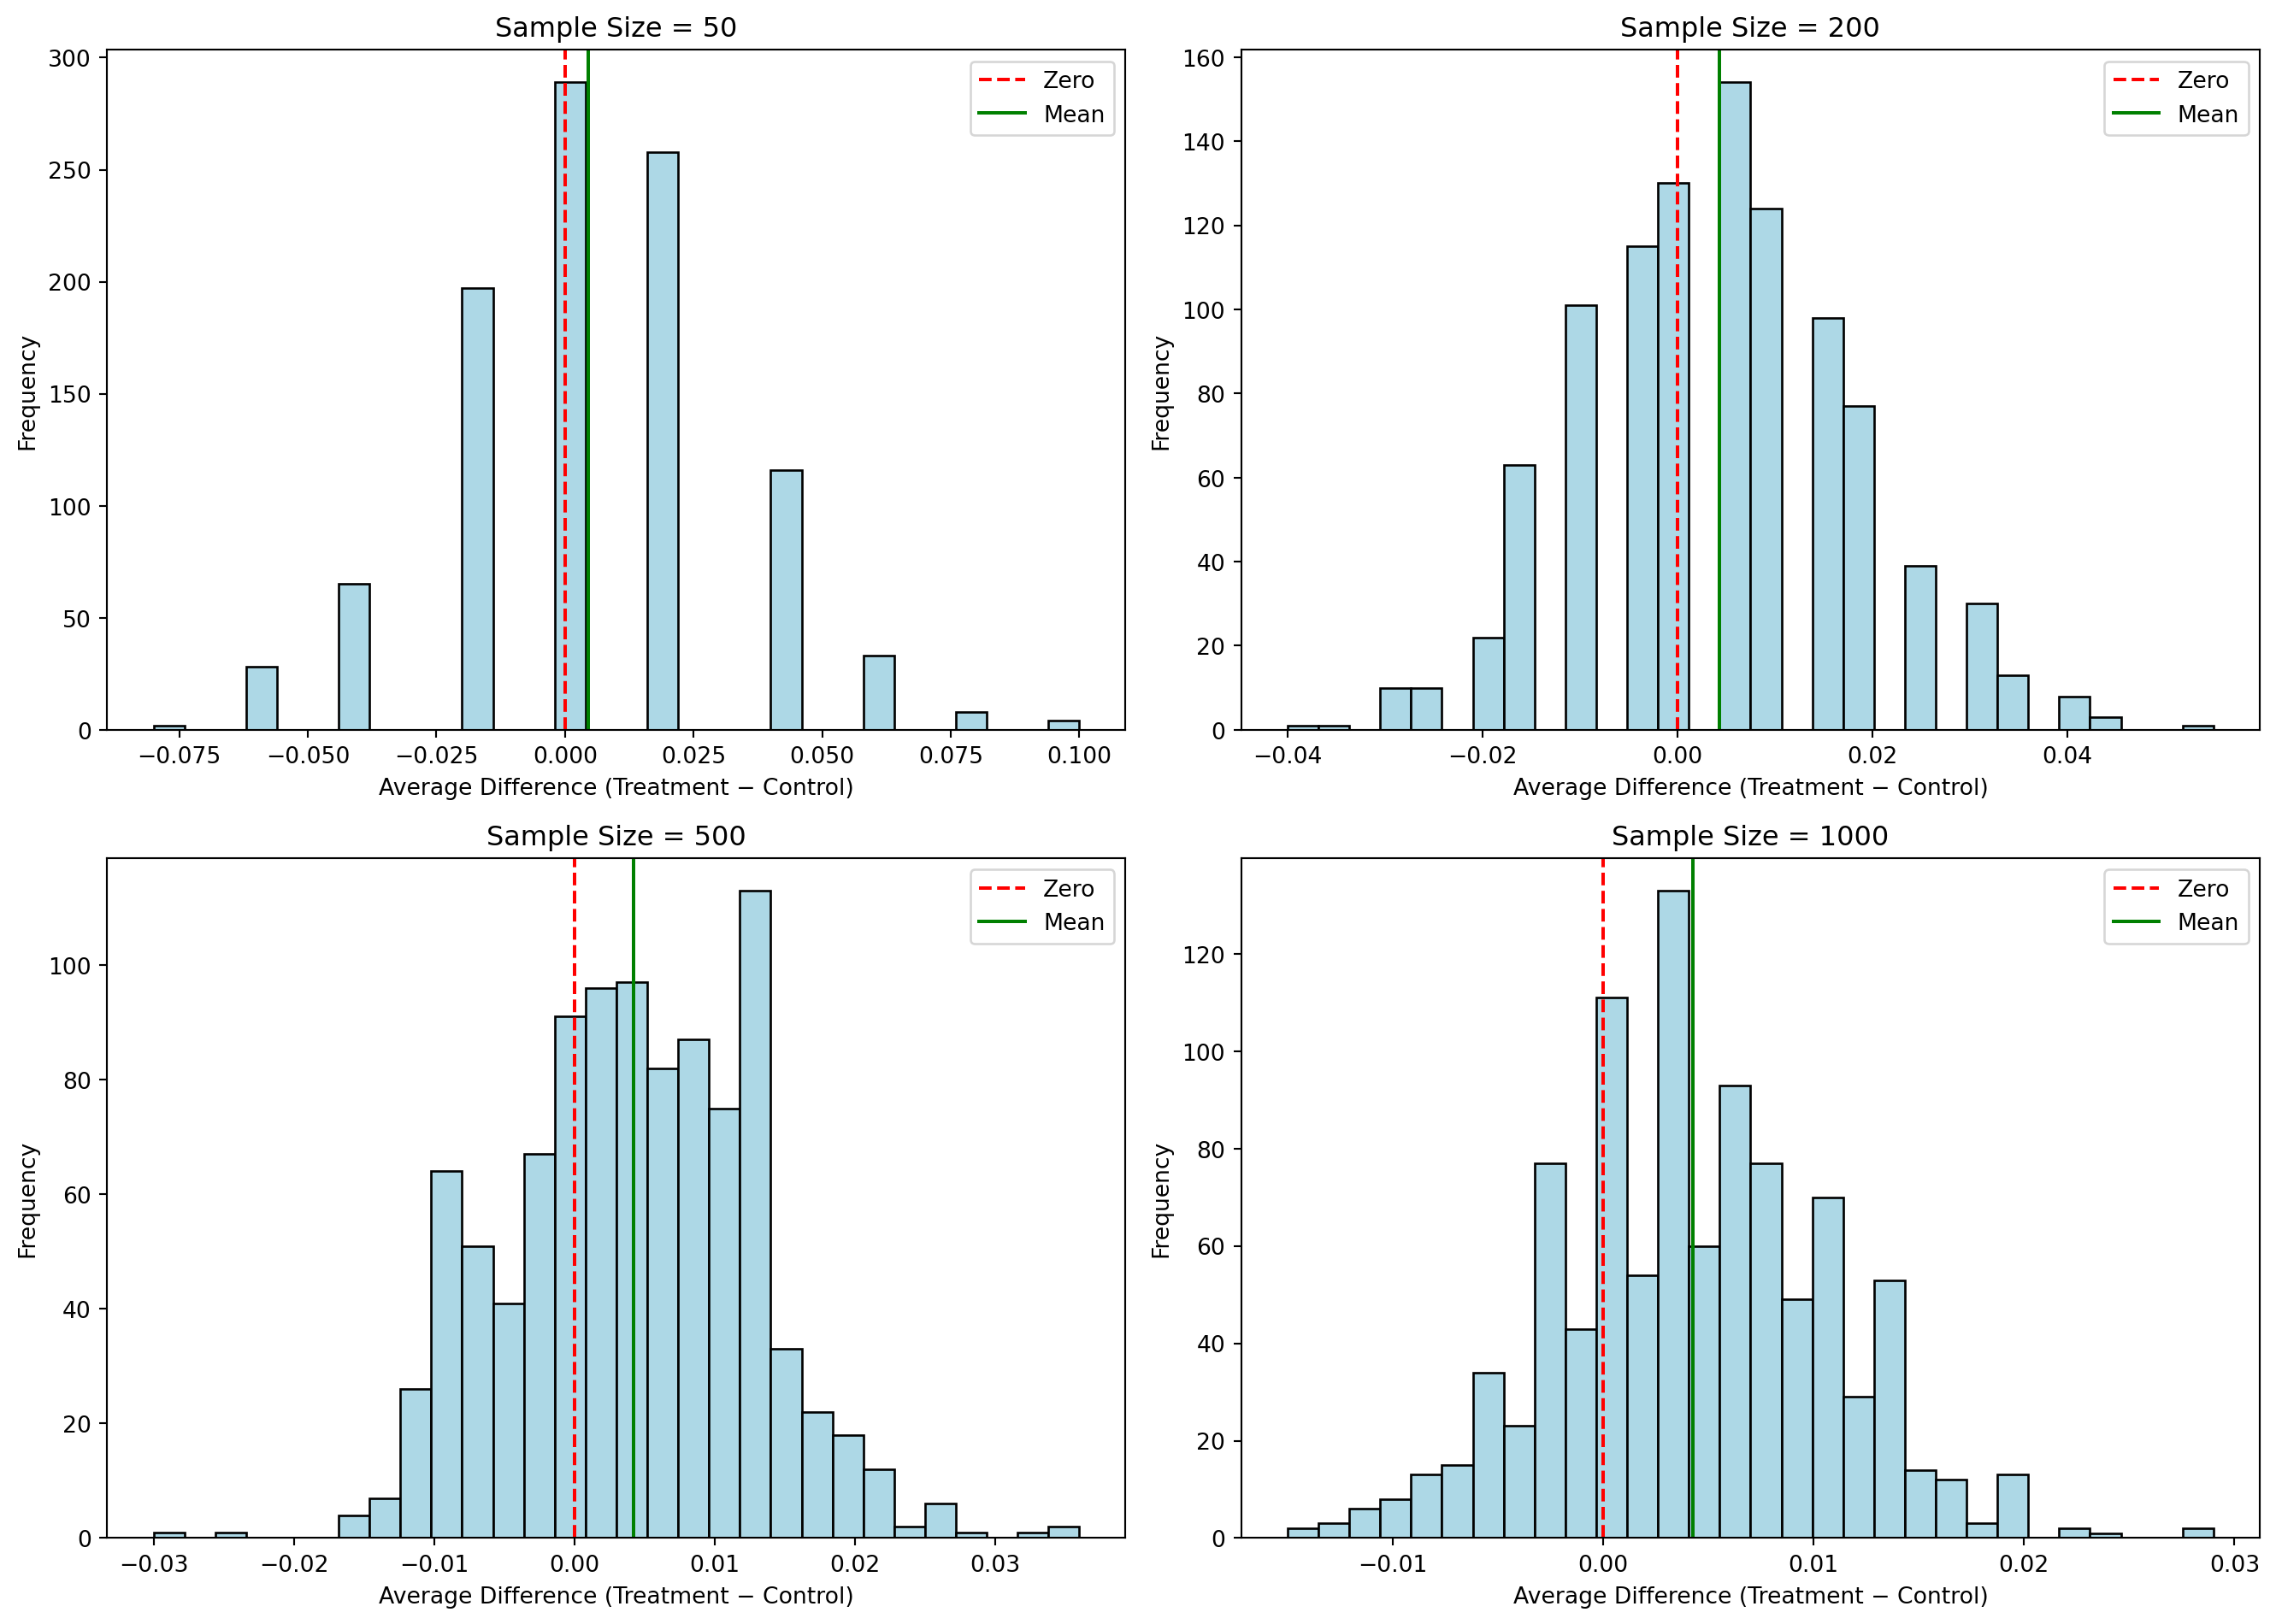 Sample Size = 50
300
250
200
150
100
50
0
Frequency
Zero
Mean
−0.075 −0.050 −0.025 0.000 0.025 0.050 0.075 0.100
Average Difference (Treatment − Control)
Sample Size = 200
160
140
120
100
80
60
40
20
0
Frequency
Zero
Mean
−0.04 −0.02 0.00 0.02 0.04
Average Difference (Treatment − Control)
Sample Size = 500
100
80
60
40
20
0
Frequency
Zero
Mean
−0.03 −0.02 −0.01 0.00 0.01 0.02 0.03
Average Difference (Treatment − Control)
Sample Size = 1000
120
100
80
60
40
20
0
Frequency
Zero
Mean
−0.01 0.00 0.01 0.02 0.03
Average Difference (Treatment − Control)